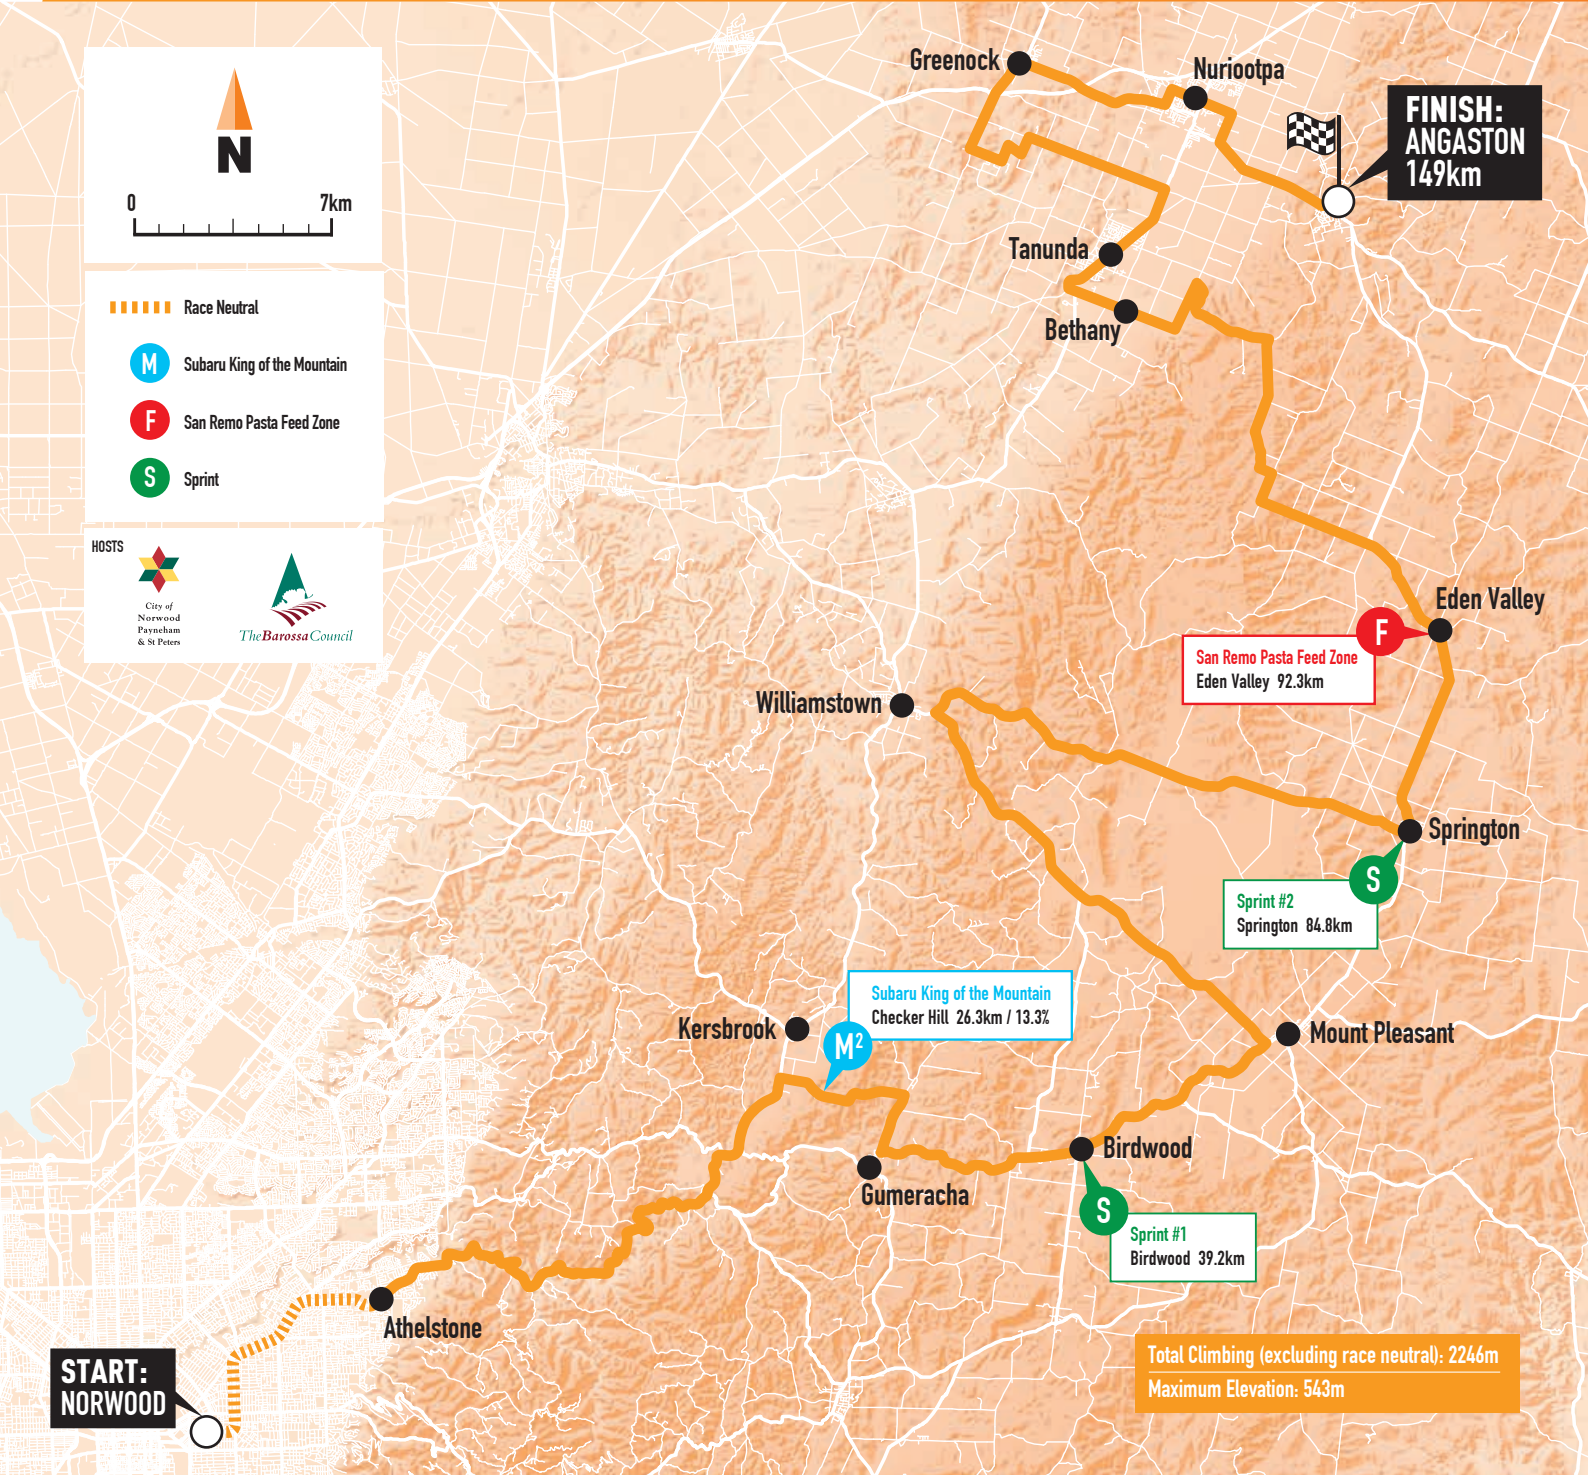 N
0 7km
Race Neutral
M Subaru King of the Mountain
F San Remo Pasta Feed Zone
S Sprint
HOSTS
City of
Norwood
Payneham
& St Peters
The Barossa Council
Greenock
Nuriootpa
FINISH:
ANGASTON
149km
Tanunda
Bethany
Eden Valley
F
San Remo Pasta Feed Zone
Eden Valley 92.3km
Williamstown
Springton
S
Sprint #2
Springton 84.8km
Subaru King of the Mountain
Checker Hill 26.3km / 13.3%
M²
Kersbrook
Mount Pleasant
Birdwood
Gumeracha
S
Sprint #1
Birdwood 39.2km
Athelstone
START:
NORWOOD
Total Climbing (excluding race neutral): 2246m
Maximum Elevation: 543m